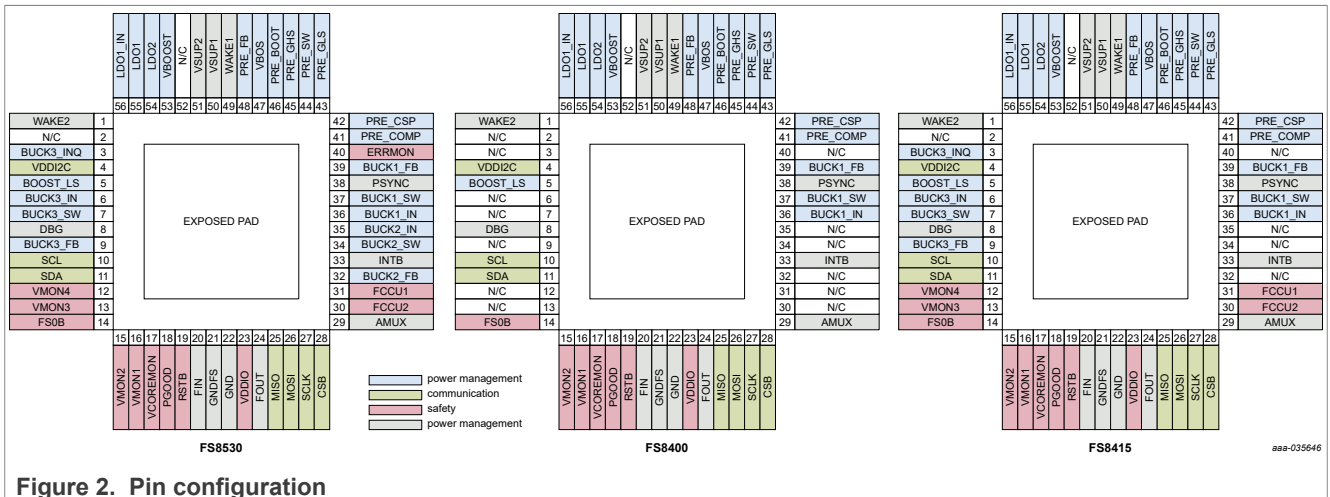 LDO1_IN LDO1 LDO2 VBOOST N/C VSUP2 VSUP1 WAKE1 PRE_FB VBOS PRE_BOOT PRE_GHS PRE_SW PRE_GLS
56 55 54 53 52 51 50 49 48 47 46 45 44 43
WAKE2 1
N/C 2
BUCK3_INQ 3
VDDI2C 4
BOOST_LS 5
BUCK3_IN 6
BUCK3_SW 7
DBG 8
BUCK3_FB 9
SCL 10
SDA 11
VMON4 12
VMON3 13
FS0B 14
EXPOSED PAD
42 PRE_CSP
41 PRE_COMP
40 ERRMON
39 BUCK1_FB
38 PSYNC
37 BUCK1_SW
36 BUCK1_IN
35 BUCK2_IN
34 BUCK2_SW
33 INTB
32 BUCK2_FB
31 FCCU1
30 FCCU2
29 AMUX
15 16 17 18 19 20 21 22 23 24 25 26 27 28
VMON2 VMON1 VCOREMON PGOOD RSTB FIN GNDFS GND VDDIO FOUT MISO MOSI SCLK CSB
FS8530
LDO1_IN LDO1 LDO2 VBOOST N/C VSUP2 VSUP1 WAKE1 PRE_FB VBOS PRE_BOOT PRE_GHS PRE_SW PRE_GLS
56 55 54 53 52 51 50 49 48 47 46 45 44 43
WAKE2 1
N/C 2
N/C 3
VDDI2C 4
BOOST_LS 5
N/C 6
N/C 7
DBG 8
N/C 9
SCL 10
SDA 11
N/C 12
N/C 13
FS0B 14
EXPOSED PAD
42 PRE_CSP
41 PRE_COMP
40 N/C
39 BUCK1_FB
38 PSYNC
37 BUCK1_SW
36 BUCK1_IN
35 N/C
34 N/C
33 INTB
32 N/C
31 N/C
30 N/C
29 AMUX
15 16 17 18 19 20 21 22 23 24 25 26 27 28
VMON2 VMON1 VCOREMON PGOOD RSTB FIN GNDFS GND VDDIO FOUT MISO MOSI SCLK CSB
FS8400
LDO1_IN LDO1 LDO2 VBOOST N/C VSUP2 VSUP1 WAKE1 PRE_FB VBOS PRE_BOOT PRE_GHS PRE_SW PRE_GLS
56 55 54 53 52 51 50 49 48 47 46 45 44 43
WAKE2 1
N/C 2
BUCK3_INQ 3
VDDI2C 4
BOOST_LS 5
BUCK3_IN 6
BUCK3_SW 7
DBG 8
BUCK3_FB 9
SCL 10
SDA 11
VMON4 12
VMON3 13
FS0B 14
EXPOSED PAD
42 PRE_CSP
41 PRE_COMP
40 N/C
39 BUCK1_FB
38 PSYNC
37 BUCK1_SW
36 BUCK1_IN
35 N/C
34 N/C
33 INTB
32 N/C
31 FCCU1
30 FCCU2
29 AMUX
15 16 17 18 19 20 21 22 23 24 25 26 27 28
VMON2 VMON1 VCOREMON PGOOD RSTB FIN GNDFS GND VDDIO FOUT MISO MOSI SCLK CSB
FS8415
power management
communication
safety
power management
aaa-035646
Figure 2. Pin configuration